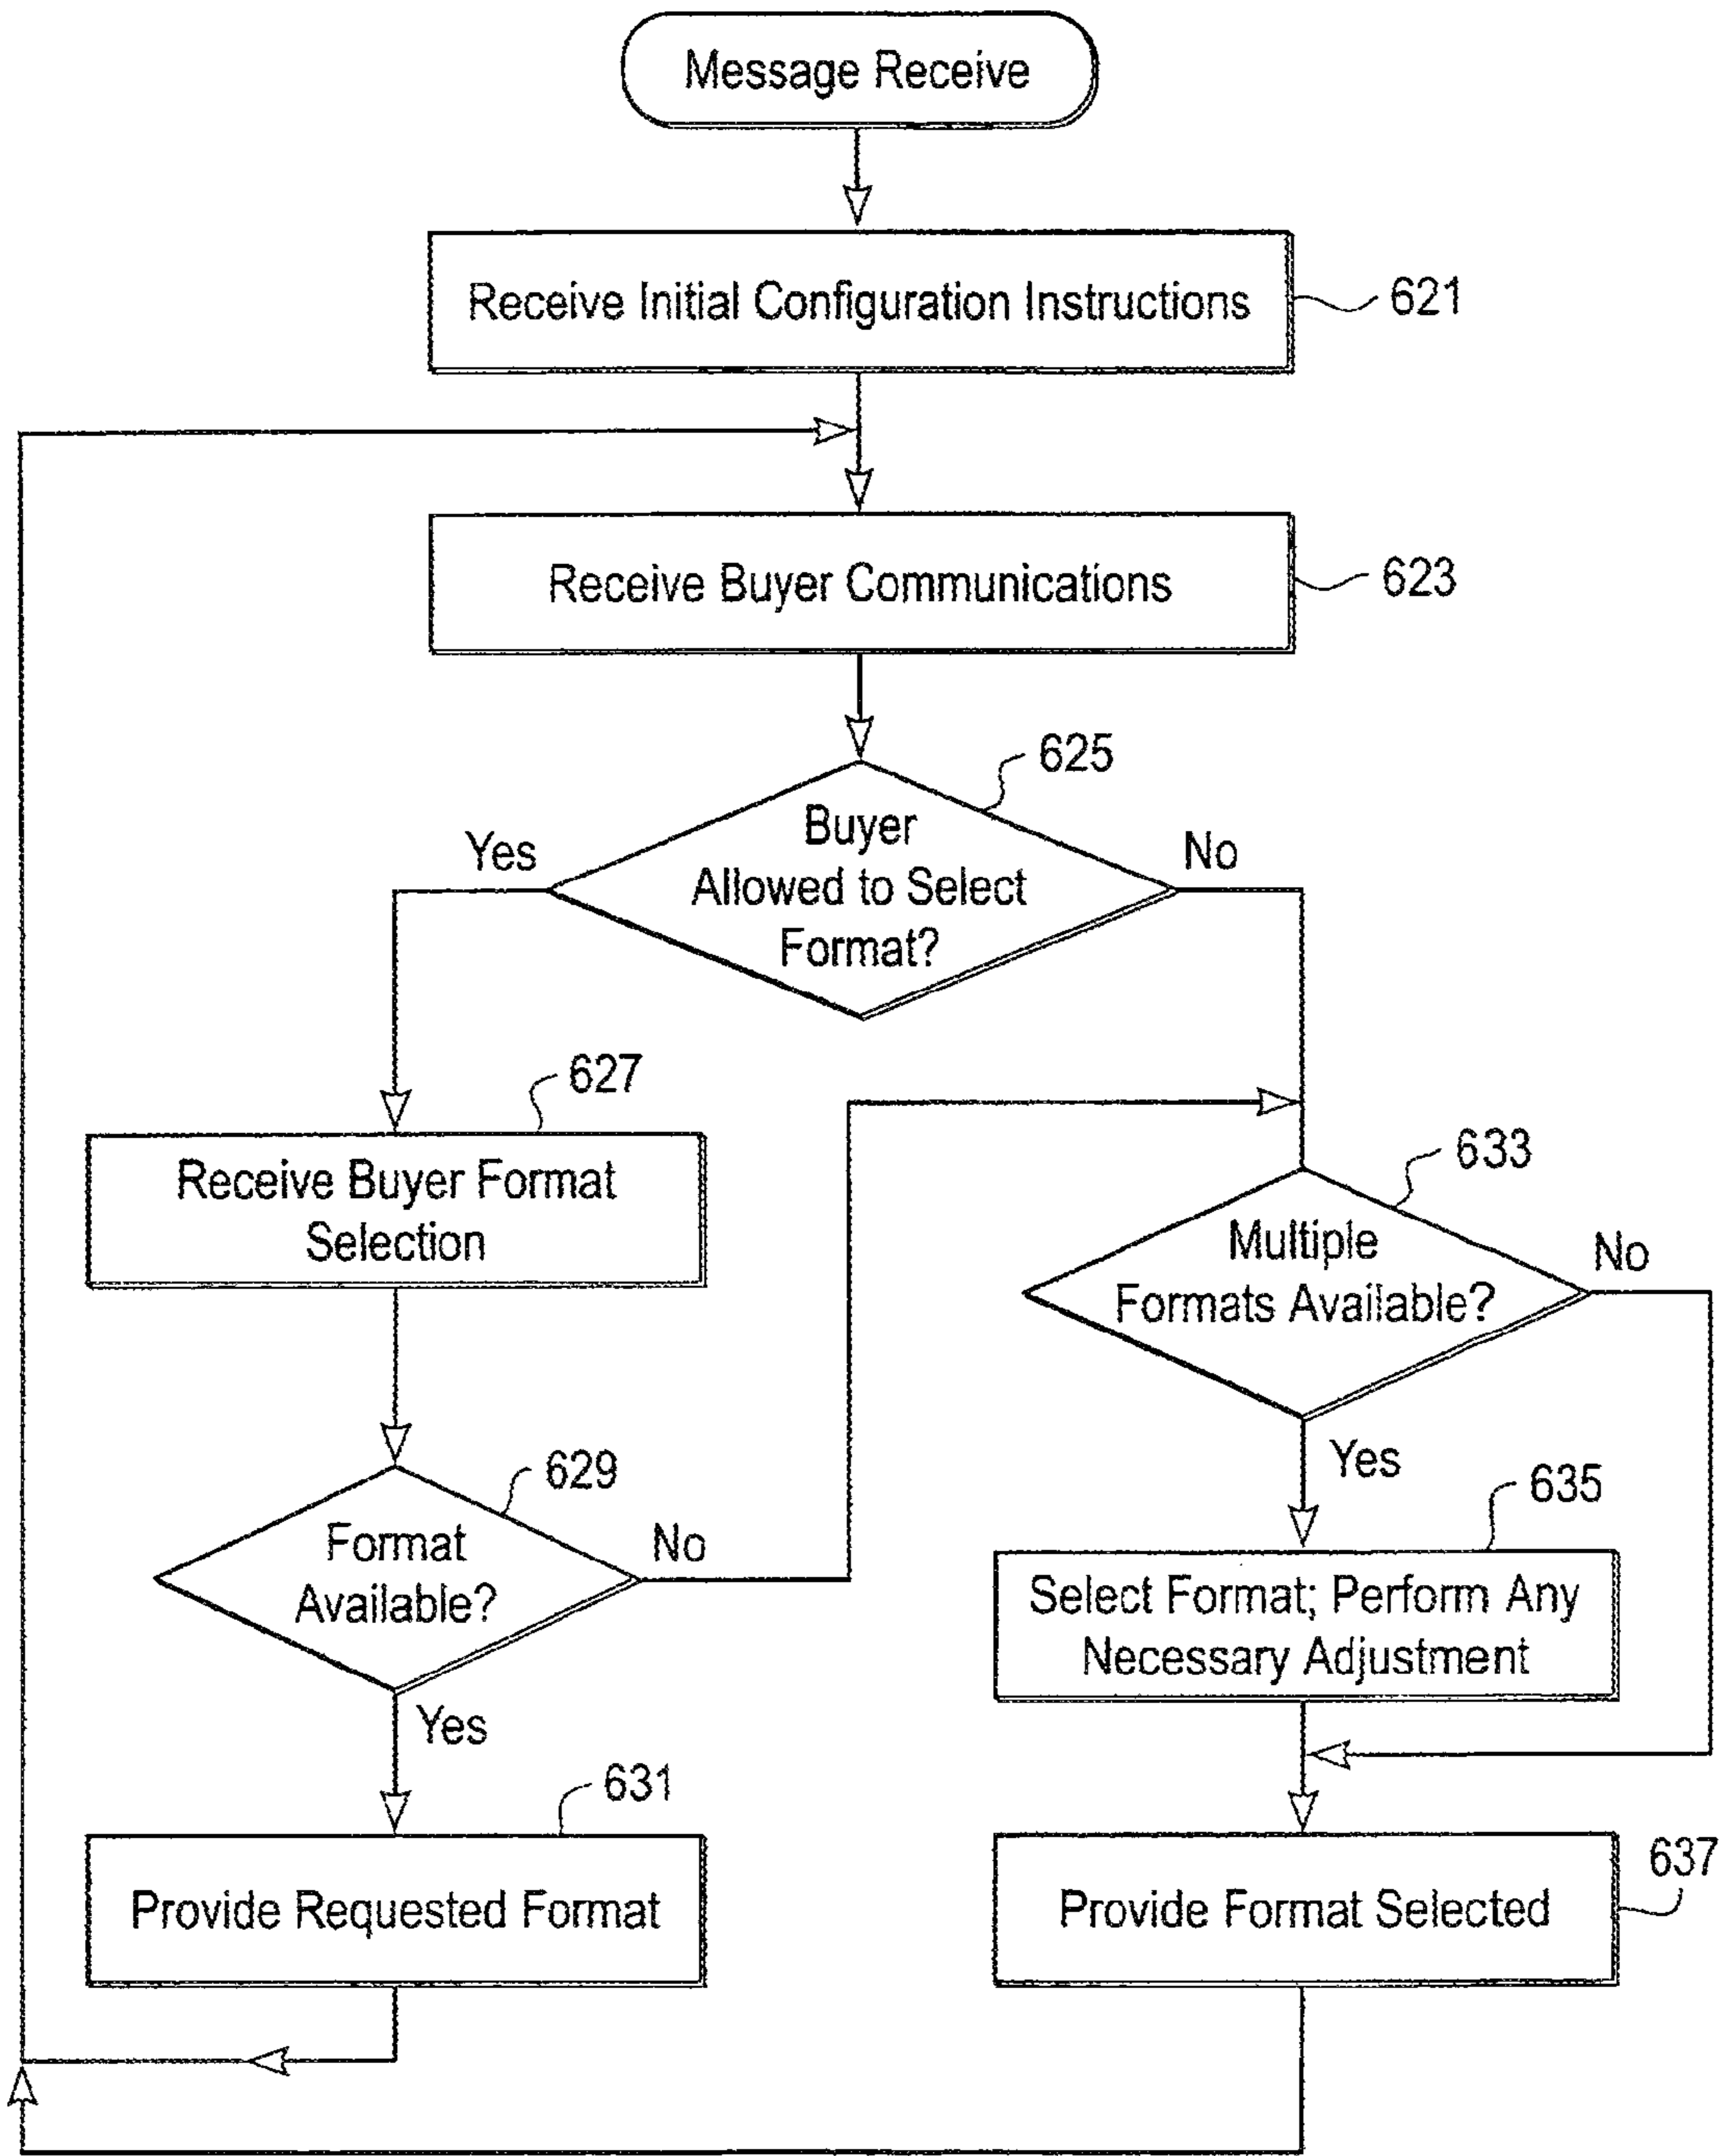 Message Receive
Receive Initial Configuration Instructions
621
Receive Buyer Communications
623
625
Buyer
Allowed to Select
Format?
Yes
No
627
Receive Buyer Format
Selection
633
Multiple
Formats Available?
No
Yes
629
Format
Available?
No
Yes
635
Select Format; Perform Any
Necessary Adjustment
631
Provide Requested Format
637
Provide Format Selected